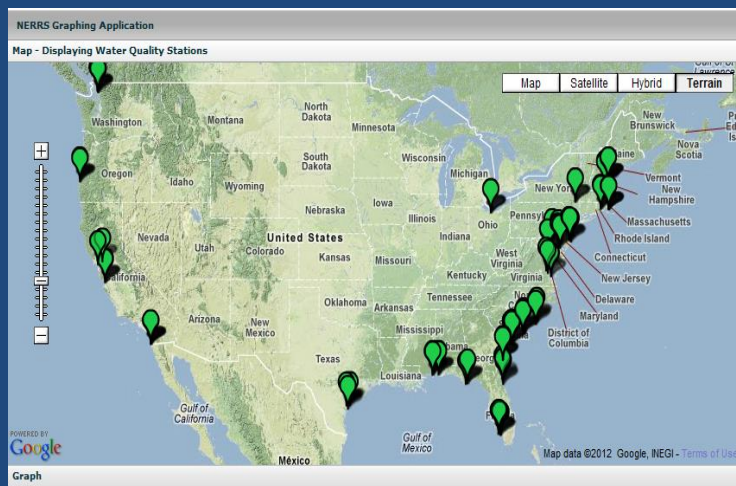 NERRS Graphing Application
Map - Displaying Water Quality Stations
Map Satellite Hybrid Terrain
Gulf of St
Lawrence
Washington
Montana
North
Dakota
Minnesota
New
Brunswick
Nova
Scotia
Oregon
Idaho
Wyoming
South
Dakota
Wisconsin
Michigan
Vermont
New
Hampshire
New York
Massachusetts
Rhode Island
Connecticut
Nebraska
Iowa
Illinois
Indiana
Ohio
Nevada
Utah
Colorado
United States
Kansas
Missouri
West
Virginia
Virginia
Kentucky
New Jersey
Delaware
Maryland
District of
Columbia
Arizona
New
Mexico
Oklahoma
Arkansas
Tennessee
Mississippi
Texas
Louisiana
Gulf of
California
Gulf of
Mexico
México
POWERED BY
Google
Map data ©2012 Google, INEGI - Terms of Use
Graph